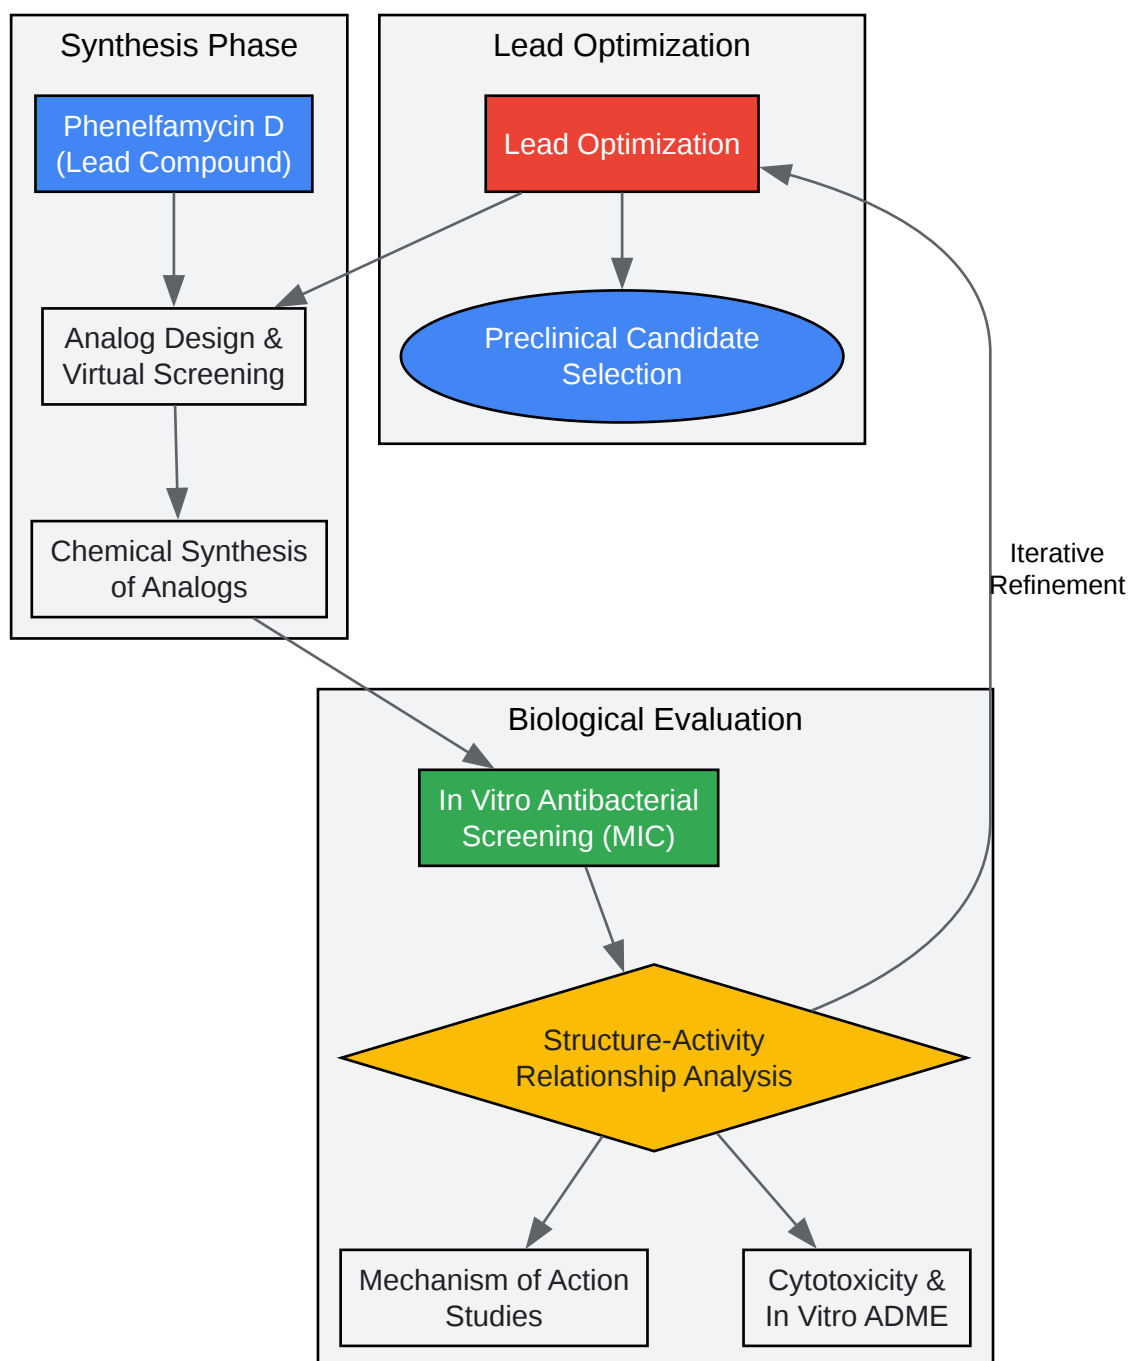 Synthesis Phase
Phenelfamycin D
(Lead Compound)
Analog Design &
Virtual Screening
Chemical Synthesis
of Analogs
Lead Optimization
Lead Optimization
Preclinical Candidate
Selection
Iterative
Refinement
Biological Evaluation
In Vitro Antibacterial
Screening (MIC)
Structure-Activity
Relationship Analysis
Mechanism of Action
Studies
Cytotoxicity &
In Vitro ADME